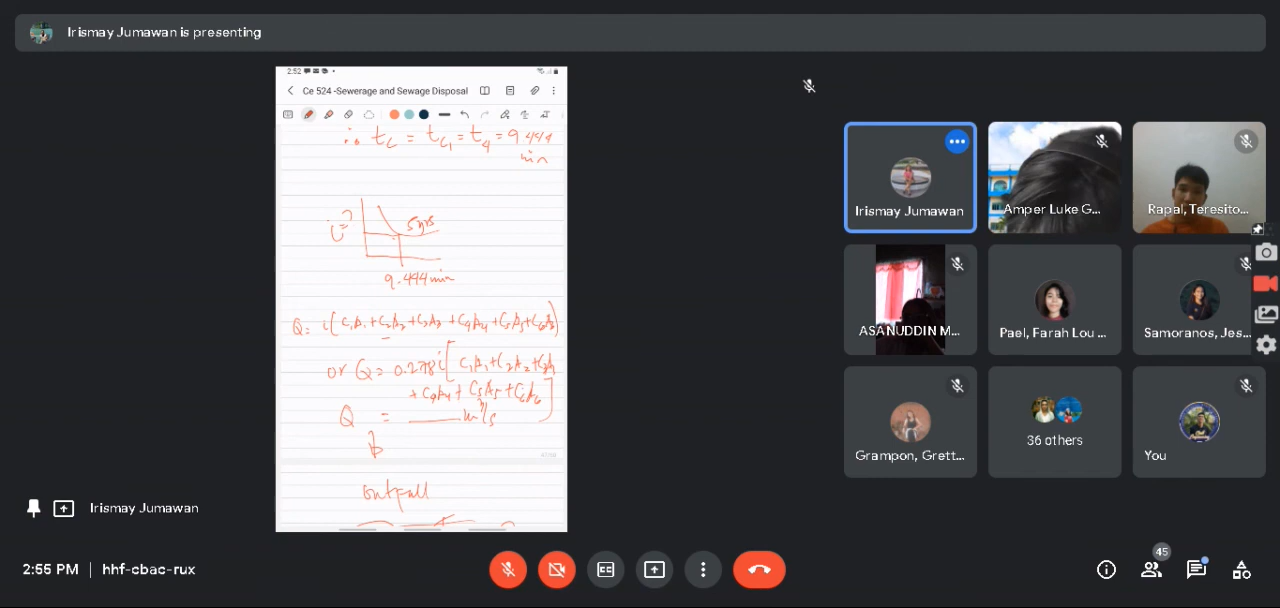 Irismay Jumawan is presenting
2:52
Ce 524 -Sewerage and Sewage Disposal
∴ tc = tc1 = t4 = 9.444
min
i=?
5yrs
9.444min
Q= i(C1A1+C2A2+C3A3+C4A4+C5A5+C6A6)
or Q= 0.278i[C1A1+C2A2+C3A3
+C4A4+C5A5+C6A6]
Q = ____m³/s
outfall
Irismay Jumawan
Amper Luke G...
Rapal, Teresito...
ASANUDDIN M...
Pael, Farah Lou ...
Samoranos, Jes...
Grampon, Grett...
36 others
You
Irismay Jumawan
2:55 PM | hhf-cbac-rux
45